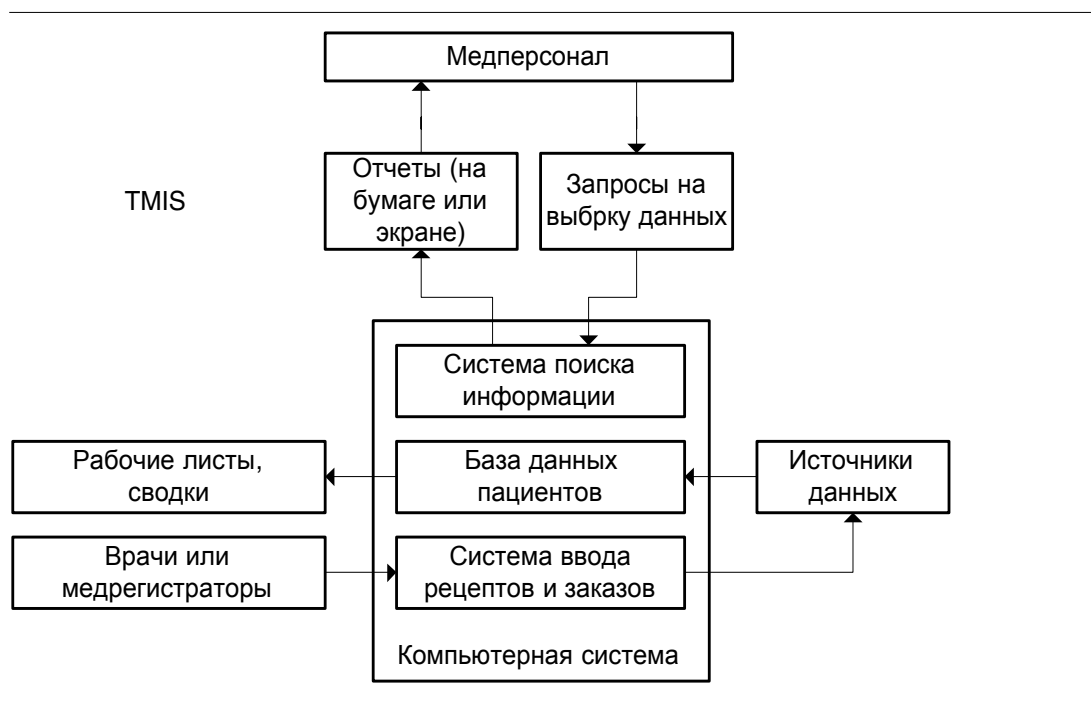 Медперсонал
Отчеты (на
бумаге или
экране)
Запросы на
выбрку данных
TMIS
Система поиска
информации
Рабочие листы,
сводки
База данных
пациентов
Источники
данных
Врачи или
медрегистраторы
Система ввода
рецептов и заказов
Компьютерная система